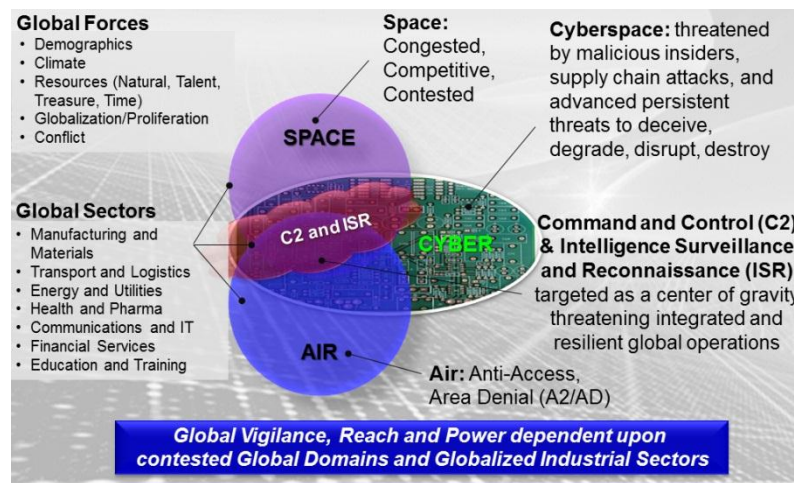 Global Forces
• Demographics
• Climate
• Resources (Natural, Talent,
Treasure, Time)
• Globalization/Proliferation
• Conflict
Global Sectors
• Manufacturing and
Materials
• Transport and Logistics
• Energy and Utilities
• Health and Pharma
• Communications and IT
• Financial Services
• Education and Training
Space:
Congested,
Competitive,
Contested
SPACE
C2 and ISR
CYBER
AIR
Cyberspace: threatened
by malicious insiders,
supply chain attacks, and
advanced persistent
threats to deceive,
degrade, disrupt, destroy
Command and Control (C2)
& Intelligence Surveillance
and Reconnaissance (ISR)
targeted as a center of gravity
threatening integrated and
resilient global operations
Air: Anti-Access,
Area Denial (A2/AD)
Global Vigilance, Reach and Power dependent upon
contested Global Domains and Globalized Industrial Sectors